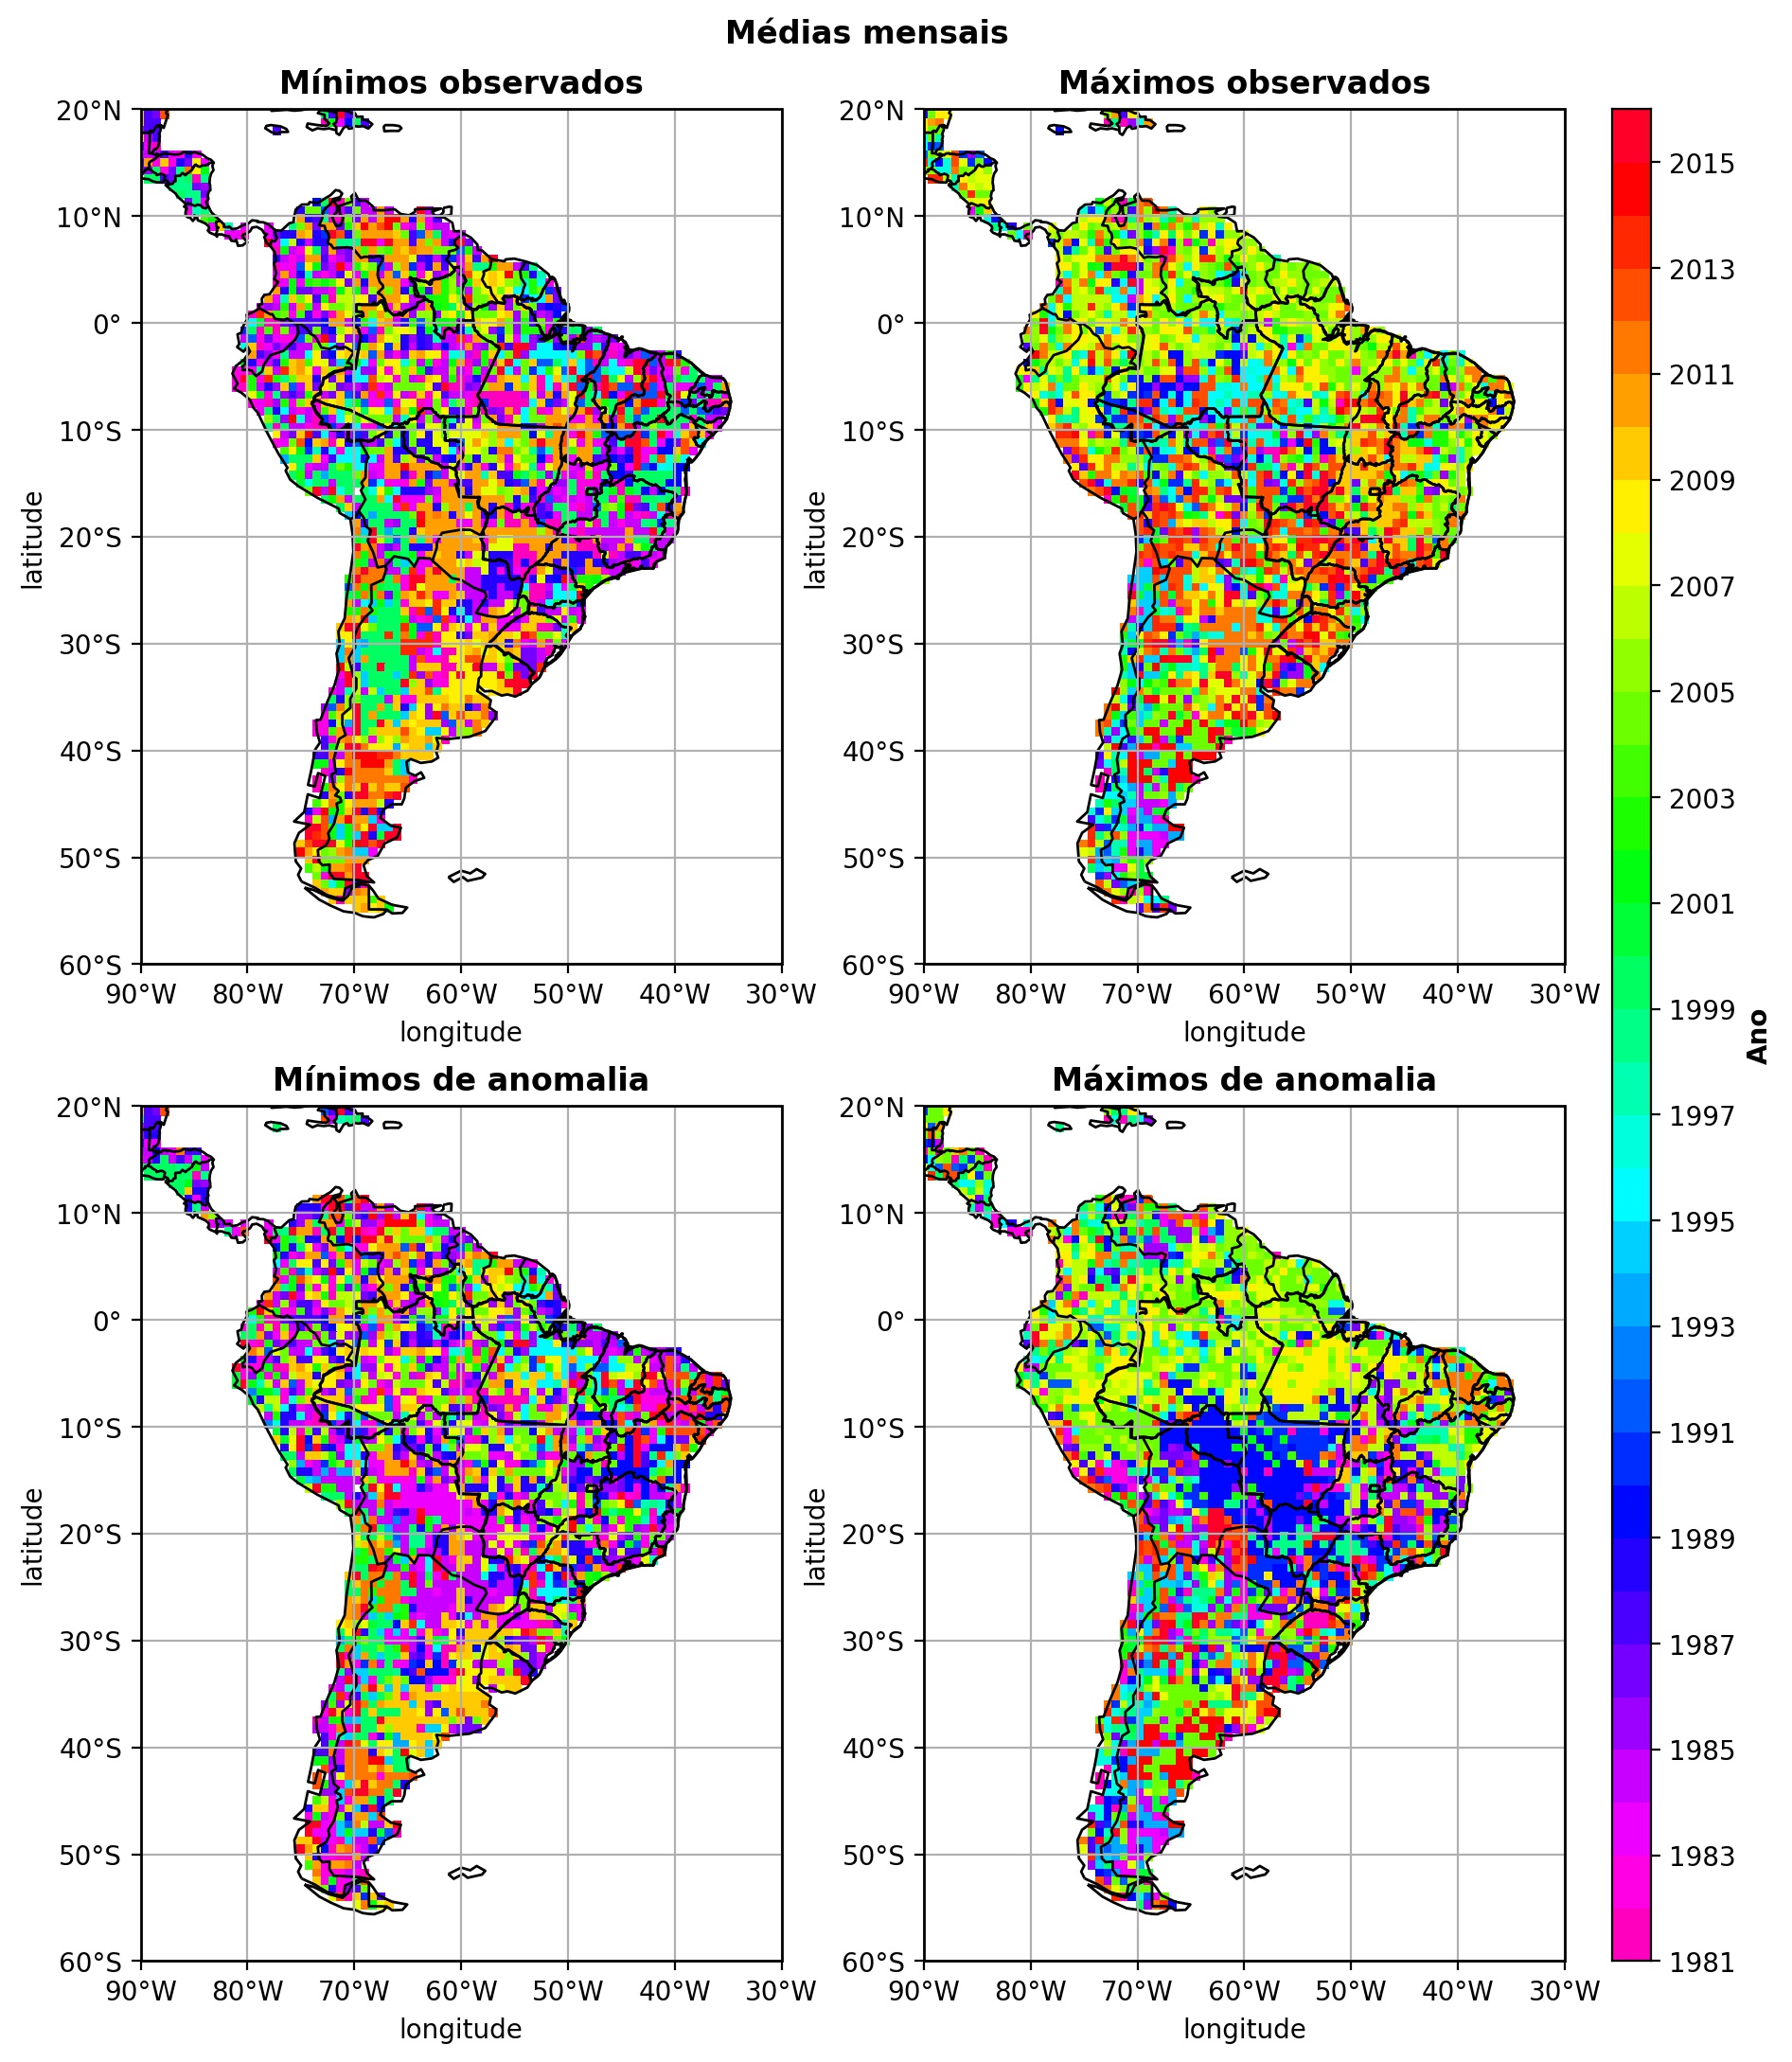 Médias mensais
Mínimos observados
Máximos observados
20°N
10°N
0°
10°S
20°S
30°S
40°S
50°S
60°S
latitude
90°W 80°W 70°W 60°W 50°W 40°W 30°W
longitude
20°N
10°N
0°
10°S
20°S
30°S
40°S
50°S
60°S
latitude
90°W 80°W 70°W 60°W 50°W 40°W 30°W
longitude
Mínimos de anomalia
Máximos de anomalia
20°N
10°N
0°
10°S
20°S
30°S
40°S
50°S
60°S
latitude
90°W 80°W 70°W 60°W 50°W 40°W 30°W
longitude
20°N
10°N
0°
10°S
20°S
30°S
40°S
50°S
60°S
latitude
90°W 80°W 70°W 60°W 50°W 40°W 30°W
longitude
2015
2013
2011
2009
2007
2005
2003
2001
1999
1997
1995
1993
1991
1989
1987
1985
1983
1981
Ano